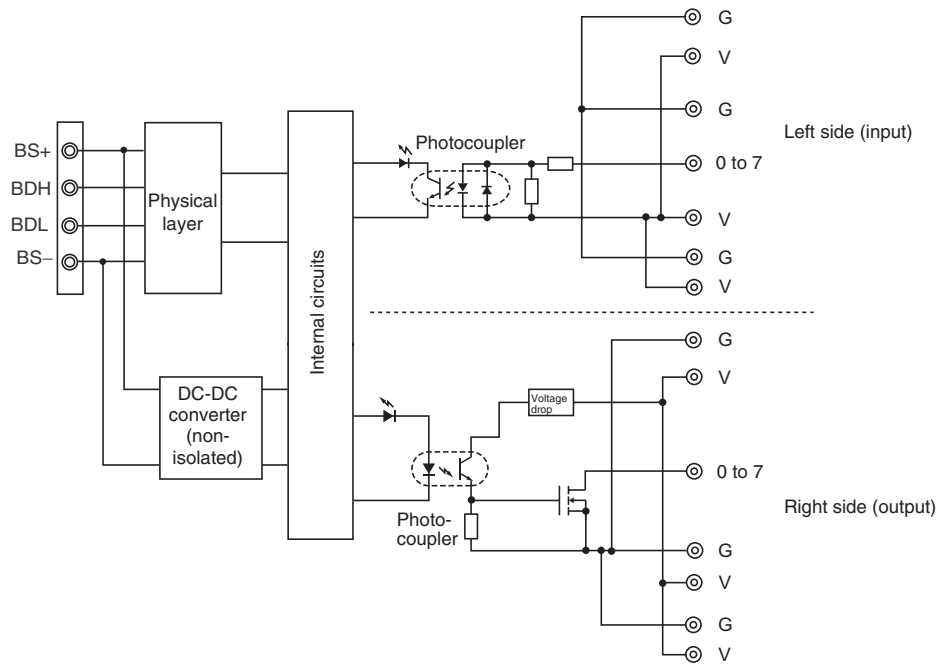 BS+
BDH
BDL
BS–
Physical
layer
DC-DC
converter
(non-
isolated)
Internal circuits
Photocoupler
G
V
G
0 to 7
V
G
V
Left side (input)
G
V
Voltage
drop
0 to 7
Photo-
coupler
G
V
G
V
Right side (output)